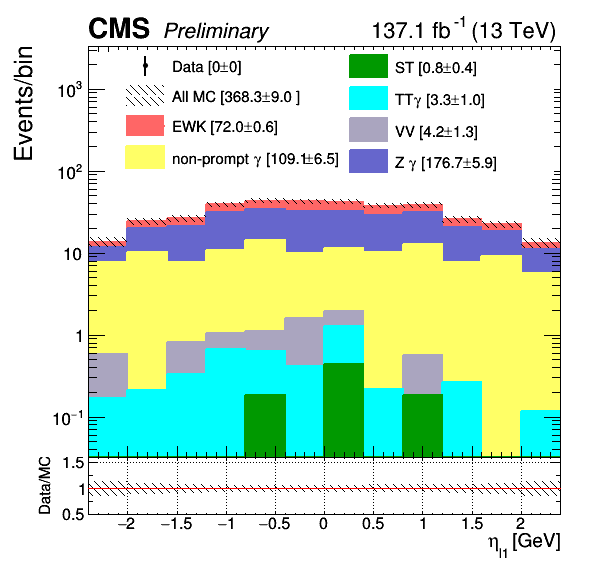 CMS Preliminary 137.1 fb⁻¹ (13 TeV)
Events/bin
Data [0±0]
All MC [368.3±9.0 ]
EWK [72.0±0.6]
non-prompt γ [109.1±6.5]
ST [0.8±0.4]
TTγ [3.3±1.0]
VV [4.2±1.3]
Z γ [176.7±5.9]
10³
10²
10
1
10⁻¹
Data/MC
1.5
1
0.5
−2 −1.5 −1 −0.5 0 0.5 1 1.5 2
η_l1 [GeV]